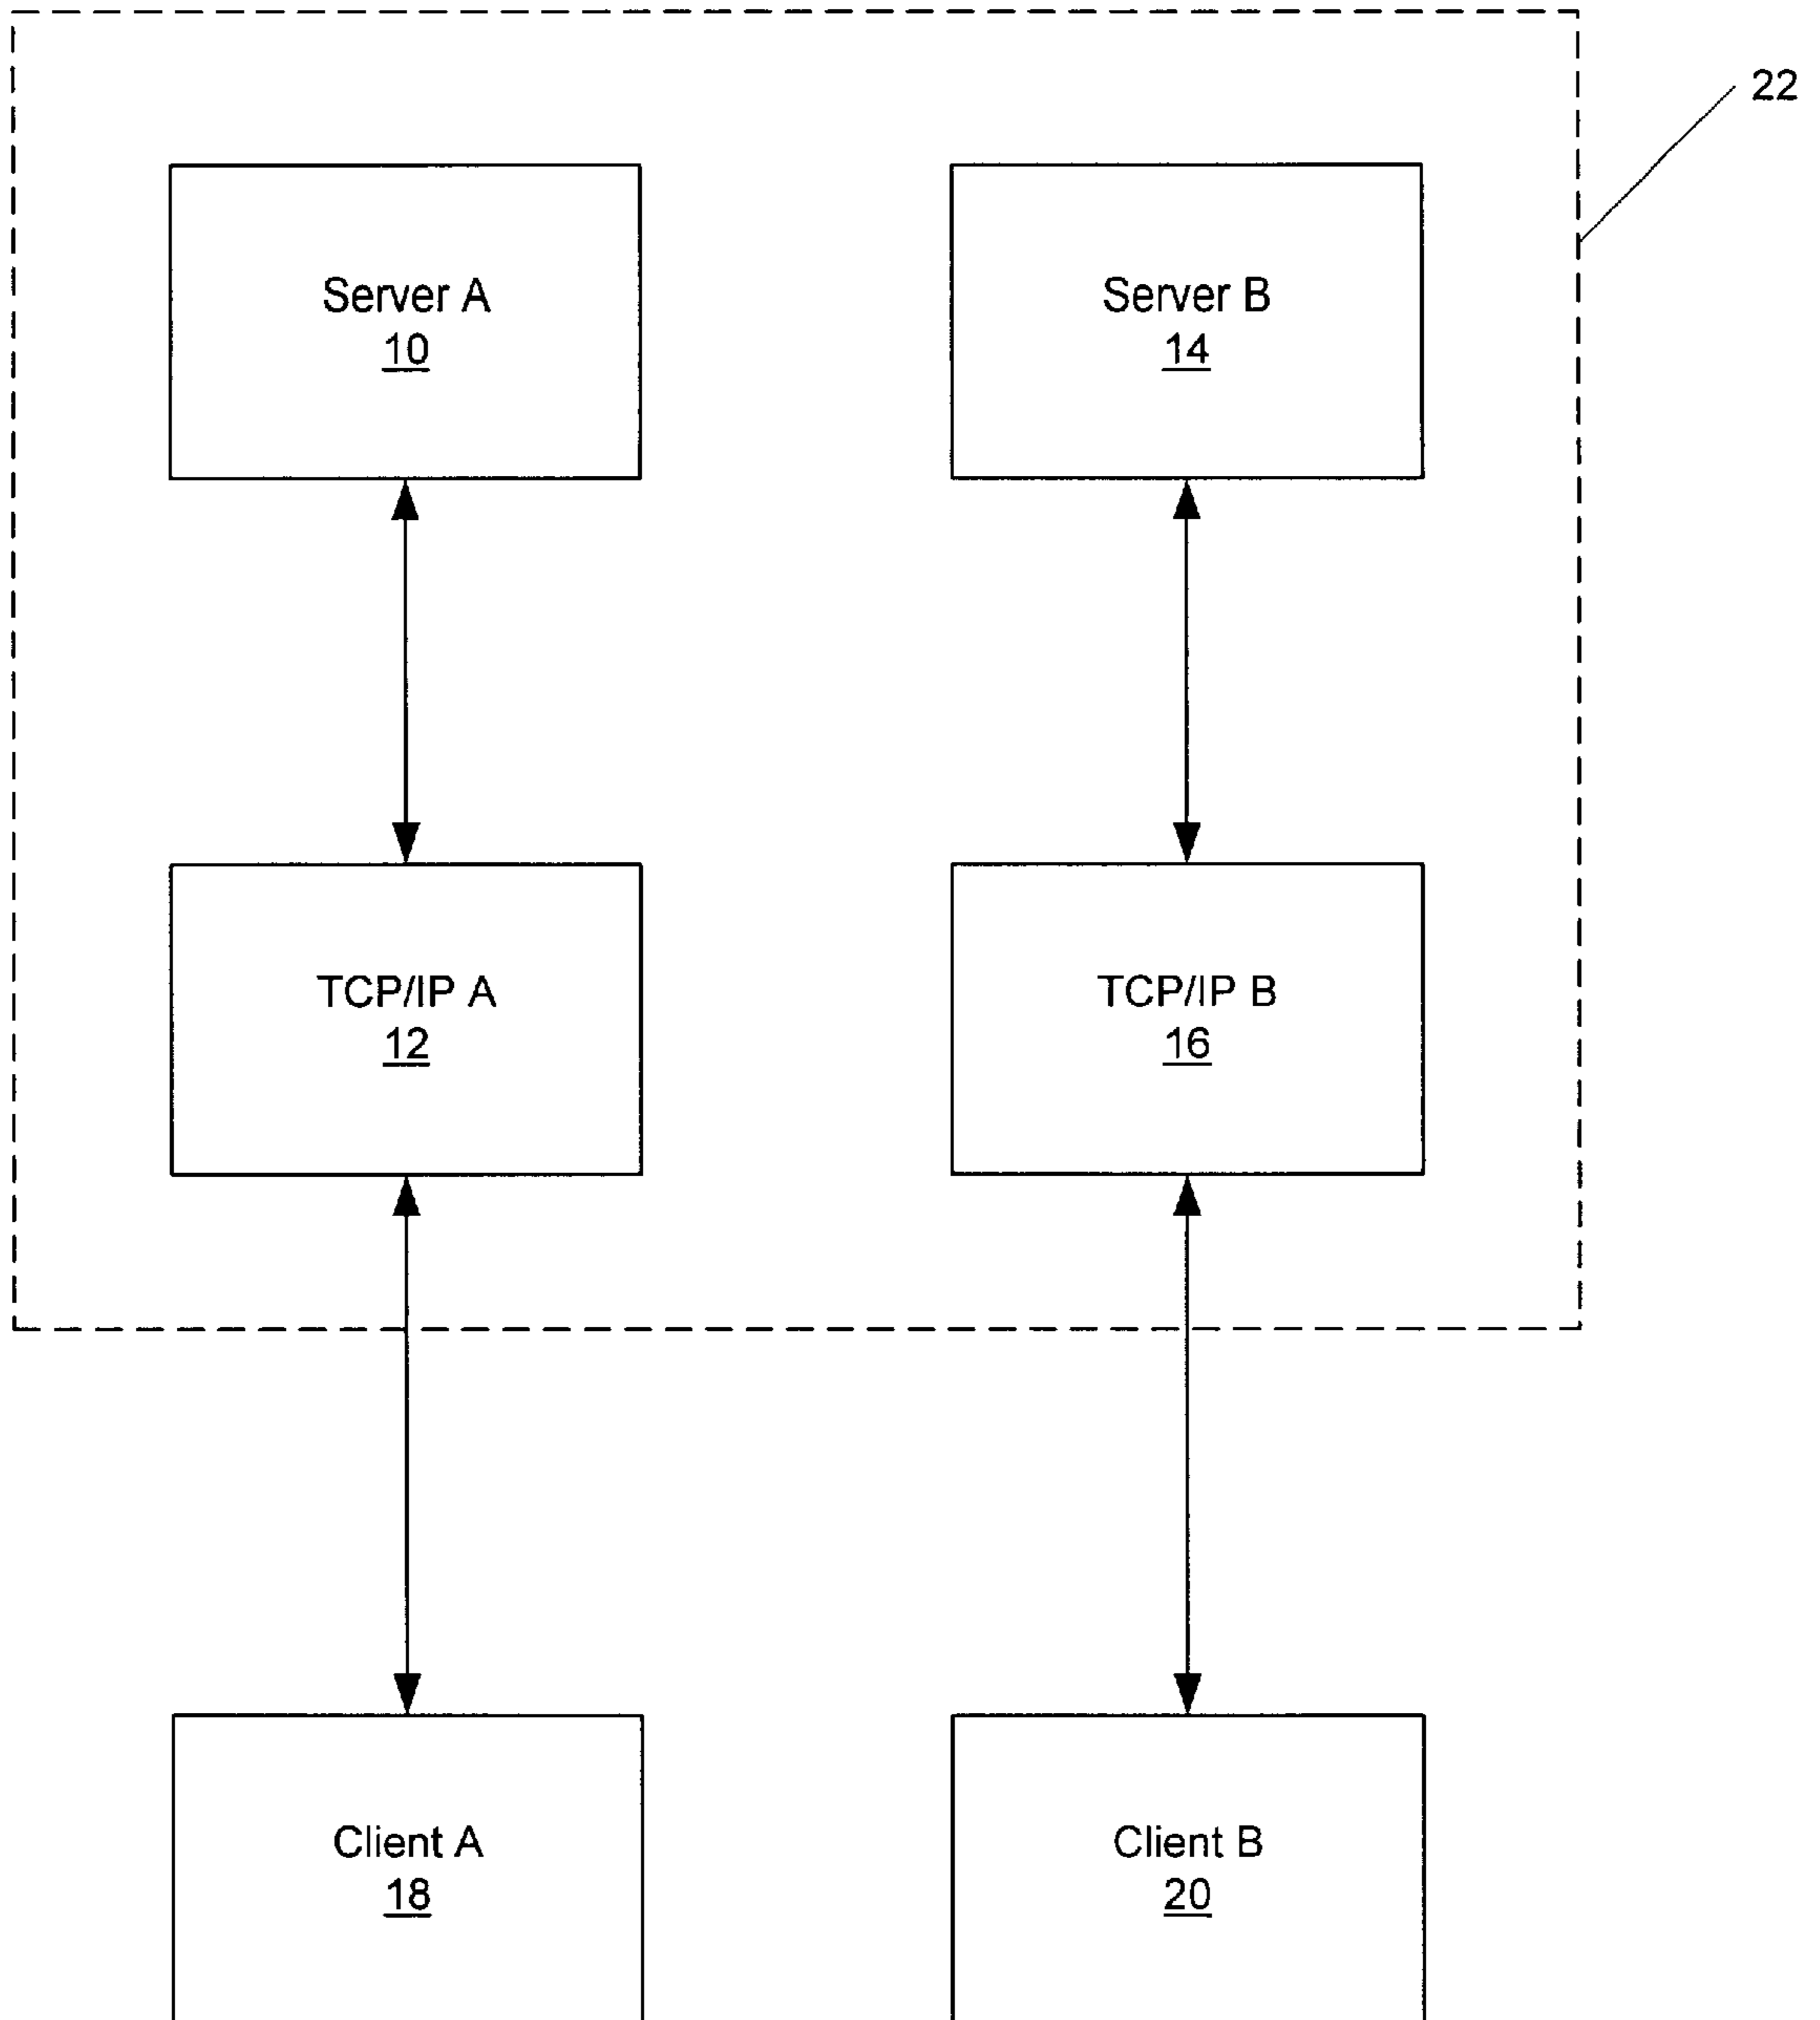 22
Server A
10
Server B
14
TCP/IP A
12
TCP/IP B
16
Client A
18
Client B
20